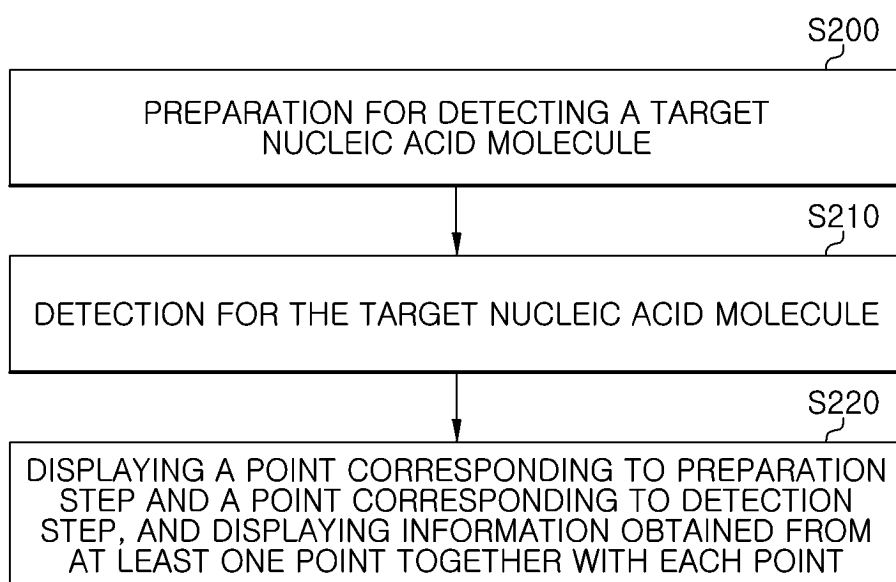 S200
PREPARATION FOR DETECTING A TARGET
NUCLEIC ACID MOLECULE
S210
DETECTION FOR THE TARGET NUCLEIC ACID MOLECULE
S220
DISPLAYING A POINT CORRESPONDING TO PREPARATION
STEP AND A POINT CORRESPONDING TO DETECTION
STEP, AND DISPLAYING INFORMATION OBTAINED FROM
AT LEAST ONE POINT TOGETHER WITH EACH POINT